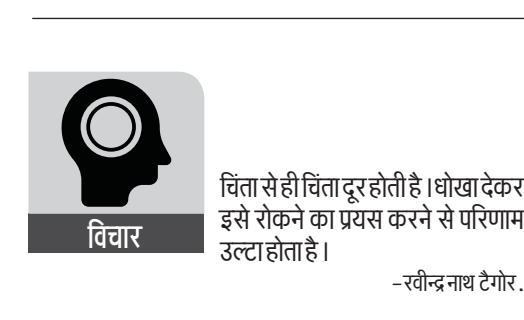 विचार
चिंता से ही चिंता दूर होती है । धोखा देकर
इसे रोकने का प्रयस करने से परिणाम
उल्टा होता है ।
–रवीन्द्र नाथ टैगोर .